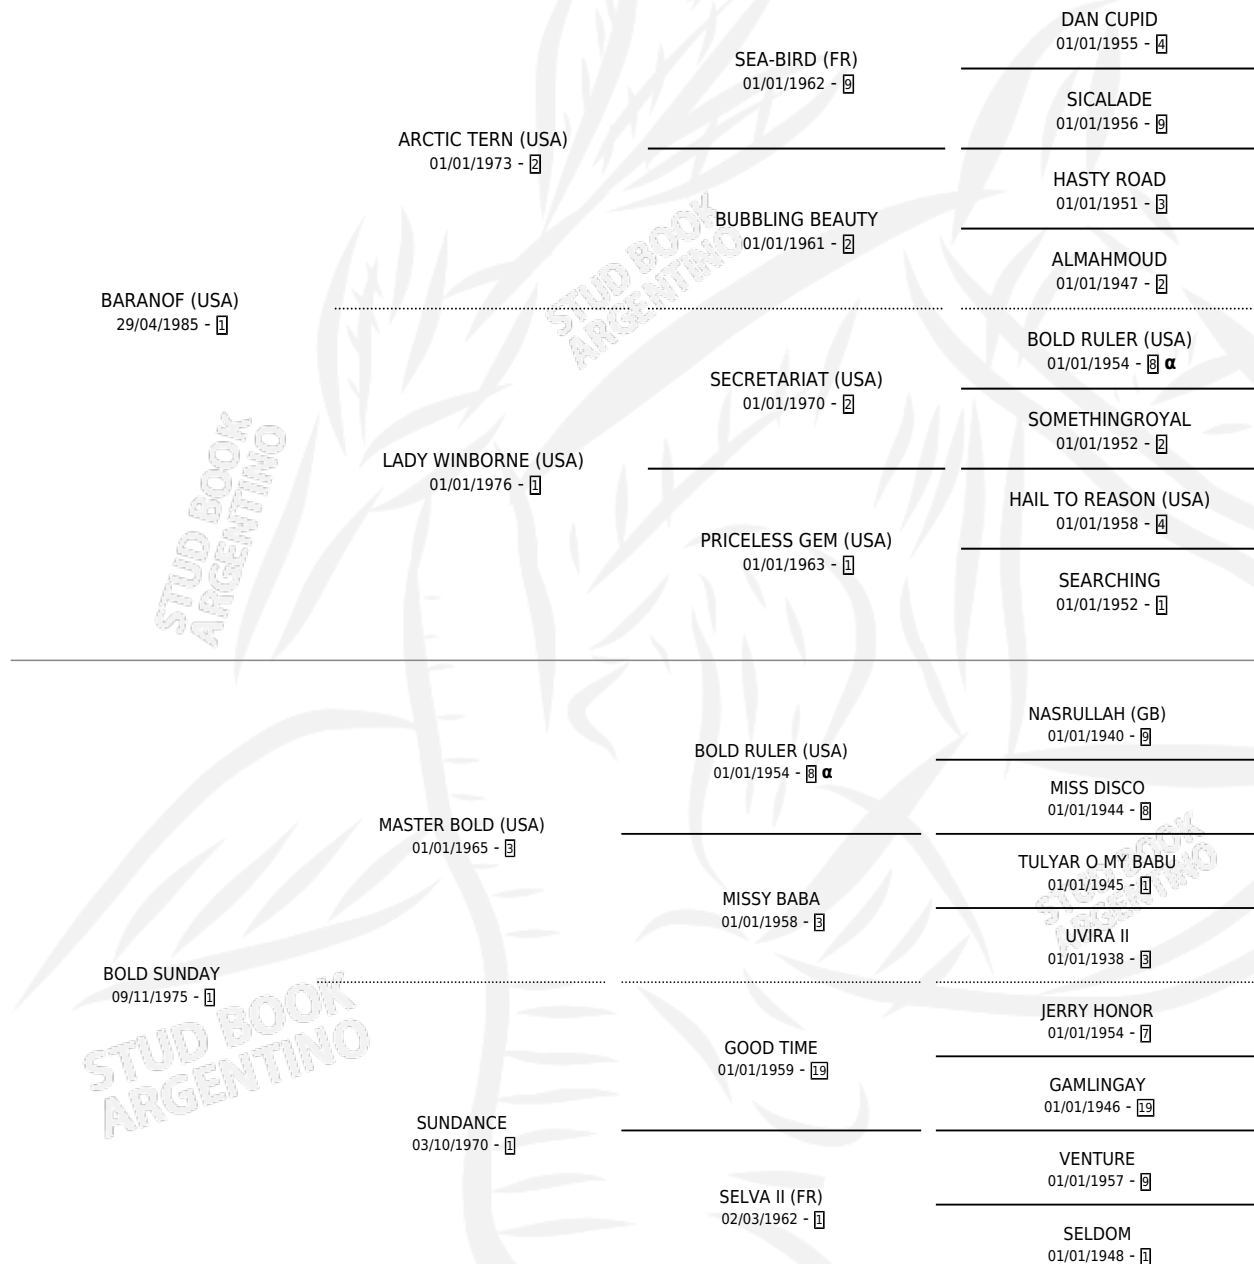 DAN CUPID
01/01/1955 - 4
SEA-BIRD (FR)
01/01/1962 - 9
SICALADE
01/01/1956 - 9
ARCTIC TERN (USA)
01/01/1973 - 2
HASTY ROAD
01/01/1951 - 3
BUBBLING BEAUTY
01/01/1961 - 2
ALMAHMOUD
01/01/1947 - 2
BARANOF (USA)
29/04/1985 - 1
BOLD RULER (USA)
01/01/1954 - 8 α
SECRETARIAT (USA)
01/01/1970 - 2
SOMETHINGROYAL
01/01/1952 - 2
LADY WINBORNE (USA)
01/01/1976 - 1
HAIL TO REASON (USA)
01/01/1958 - 4
PRICELESS GEM (USA)
01/01/1963 - 1
SEARCHING
01/01/1952 - 1
NASRULLAH (GB)
01/01/1940 - 9
BOLD RULER (USA)
01/01/1954 - 8 α
MISS DISCO
01/01/1944 - 8
MASTER BOLD (USA)
01/01/1965 - 3
TULYAR O MY BABU
01/01/1945 - 1
MISSY BABA
01/01/1958 - 3
UVIRA II
01/01/1938 - 3
BOLD SUNDAY
09/11/1975 - 1
JERRY HONOR
01/01/1954 - 7
GOOD TIME
01/01/1959 - 19
GAMLINGAY
01/01/1946 - 19
SUNDANCE
03/10/1970 - 1
VENTURE
01/01/1957 - 9
SELVA II (FR)
02/03/1962 - 1
SELDOM
01/01/1948 - 1
STUD BOOK
ARGENTINO
STUD BOOK
ARGENTINO
STUD BOOK
ARGENTINO
STUD BOOK
ARGENTINO